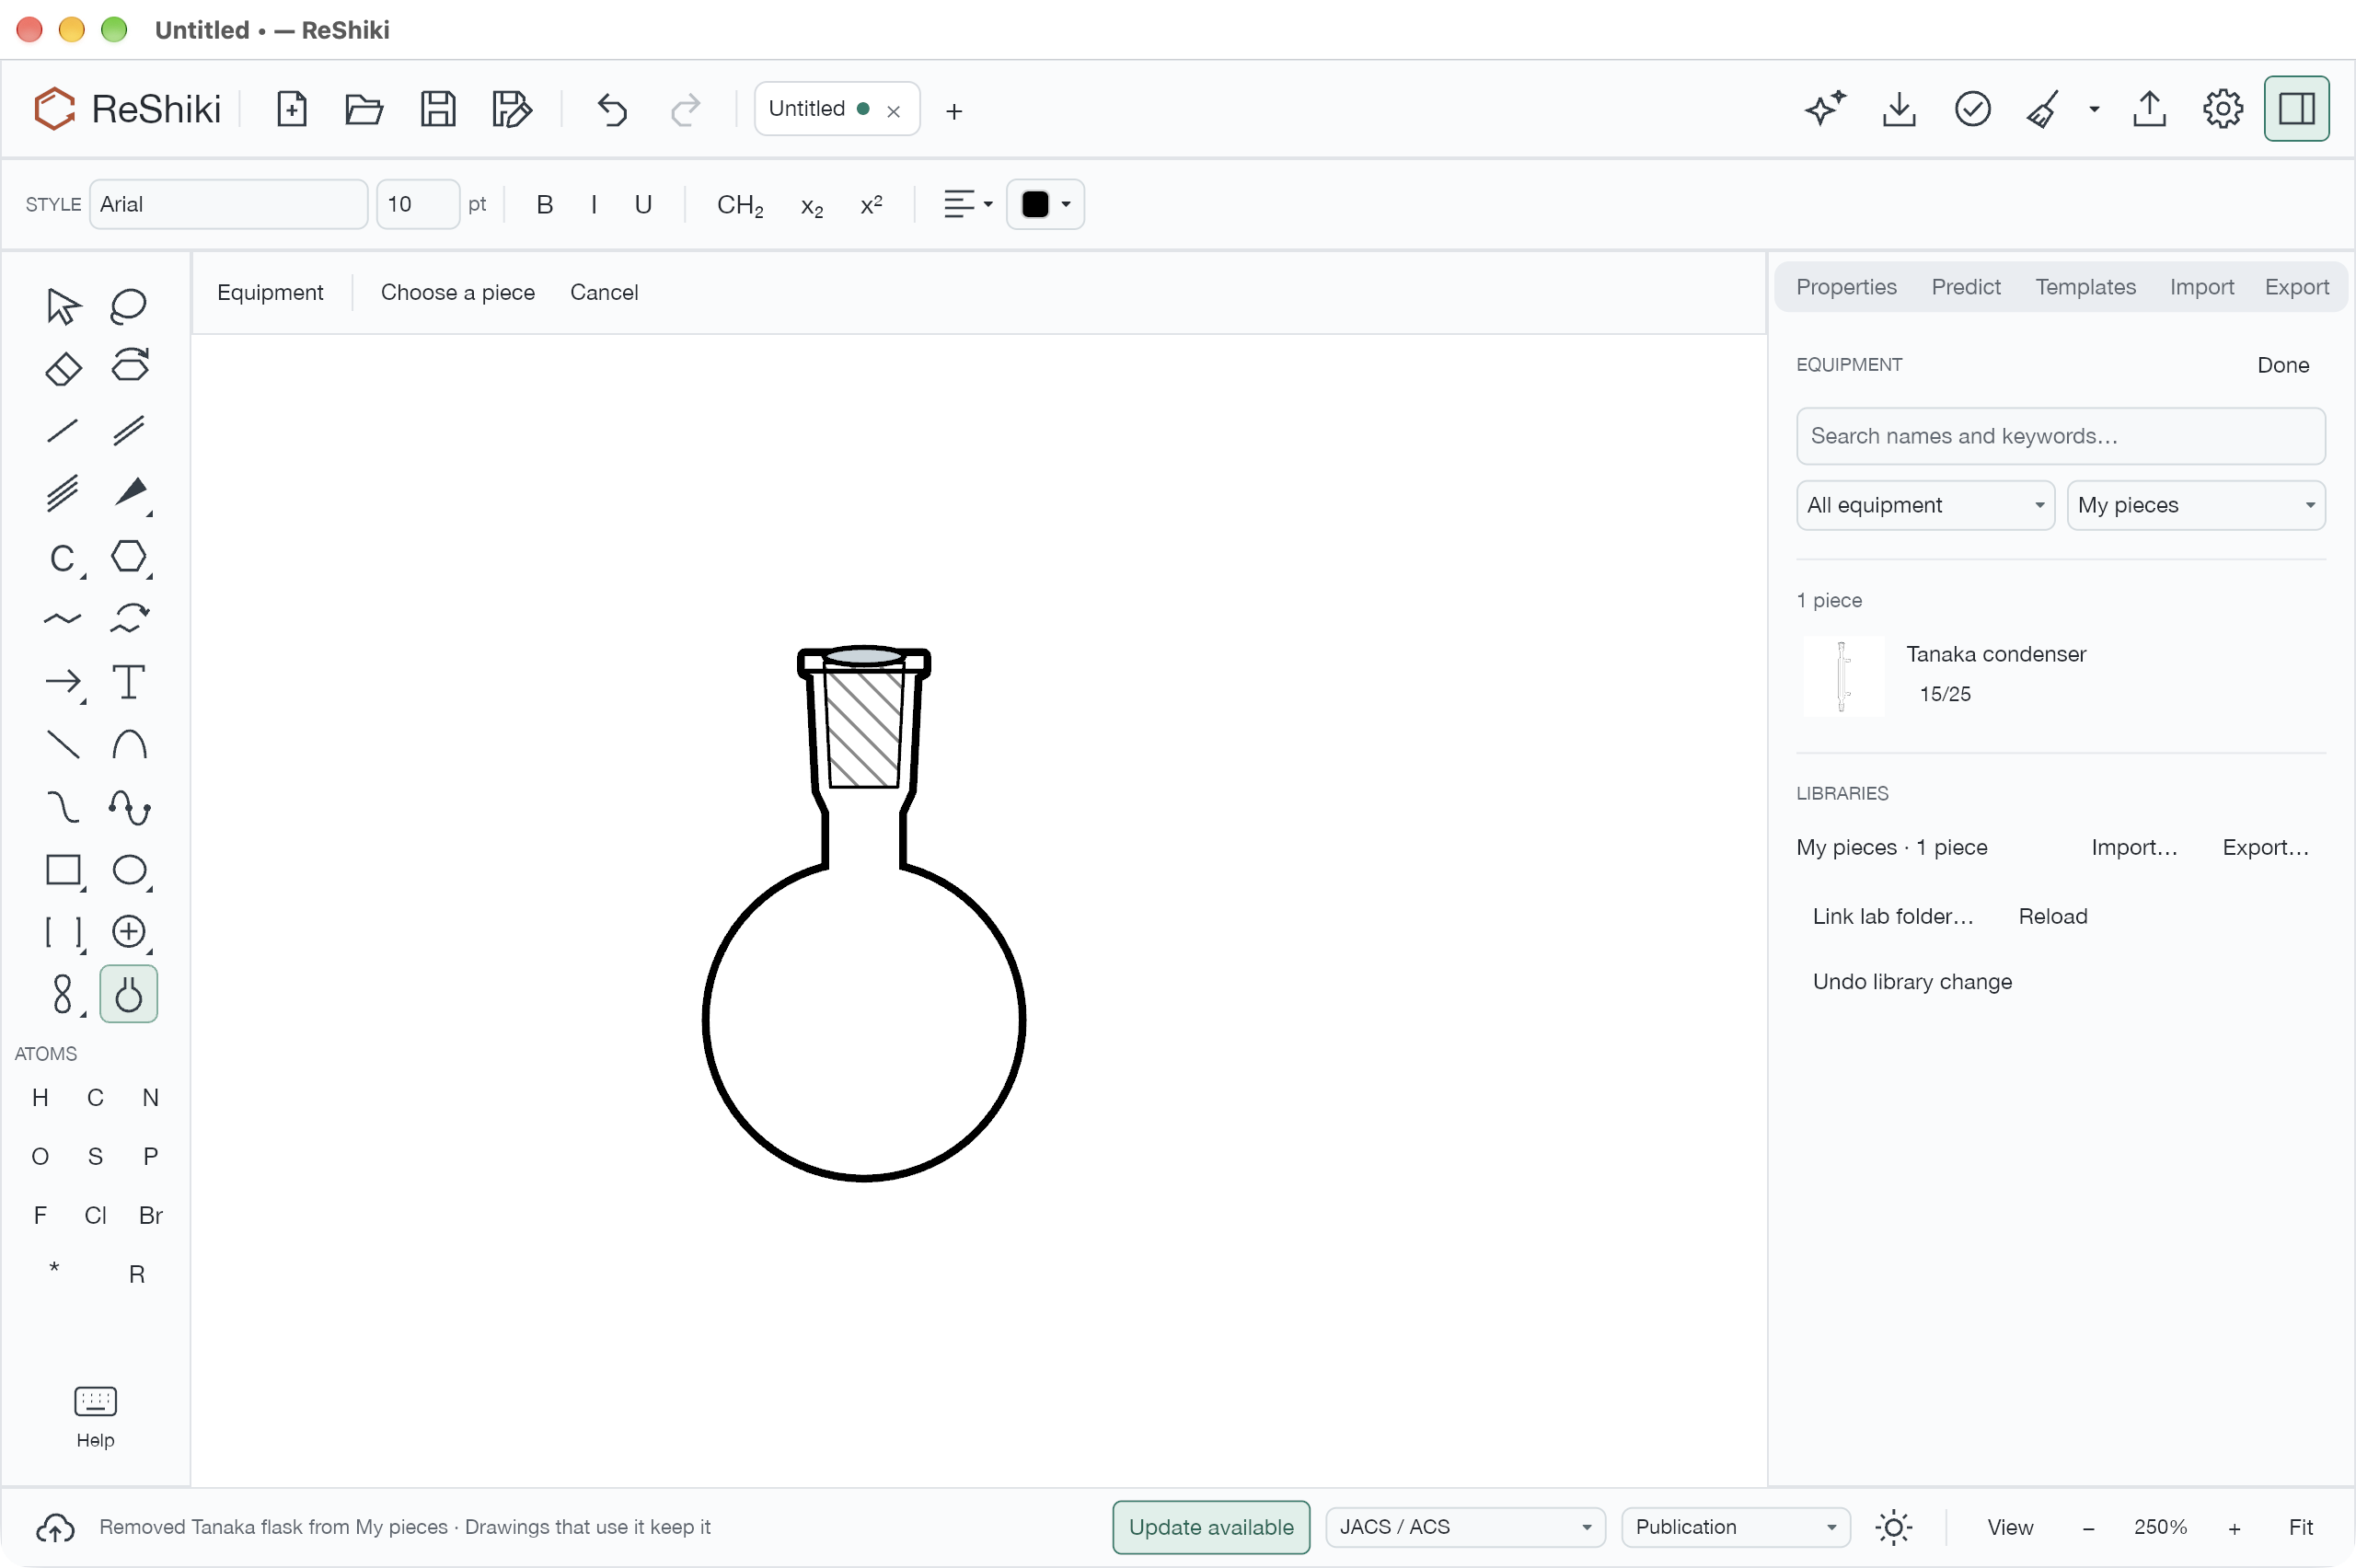 Untitled • — ReShiki
ReShiki
Untitled
STYLE Arial 10 pt B I U CH₂ x₂ x²
Equipment Choose a piece Cancel
Properties Predict Templates Import Export
EQUIPMENT Done
Search names and keywords...
All equipment My pieces
1 piece
Tanaka condenser
15/25
LIBRARIES
My pieces · 1 piece Import... Export...
Link lab folder... Reload
Undo library change
C
T
[ ]
ATOMS
H C N
O S P
F Cl Br
* R
Help
Removed Tanaka flask from My pieces · Drawings that use it keep it
Update available JACS / ACS Publication View − 250% + Fit